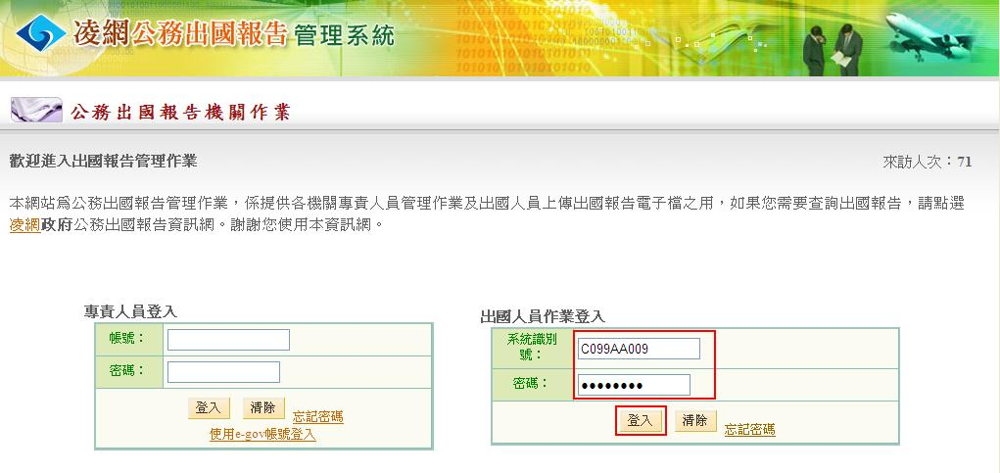 凌網公務出國報告管理系統
公務出國報告機關作業
歡迎進入出國報告管理作業
來訪人次：71
本網站為公務出國報告管理作業，係提供各機關專責人員管理作業及出國人員上傳出國報告電子檔之用，如果您需要查詢出國報告，請點選
凌網政府公務出國報告資訊網。謝謝您使用本資訊網。
專責人員登入
帳號：
密碼：
登入 清除 忘記密碼
使用e-gov帳號登入
出國人員作業登入
系統識別
號：
C099AA009
密碼：
●●●●●●●●
登入 清除 忘記密碼